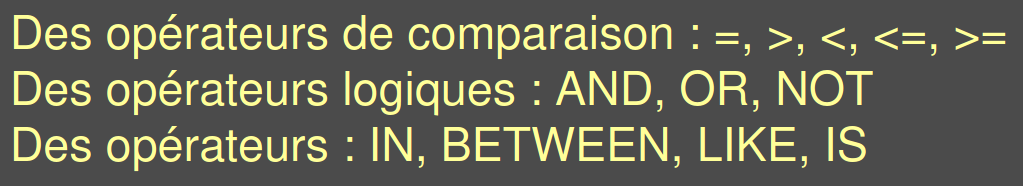 Des opérateurs de comparaison : =, >, <, <=, >=
Des opérateurs logiques : AND, OR, NOT
Des opérateurs : IN, BETWEEN, LIKE, IS